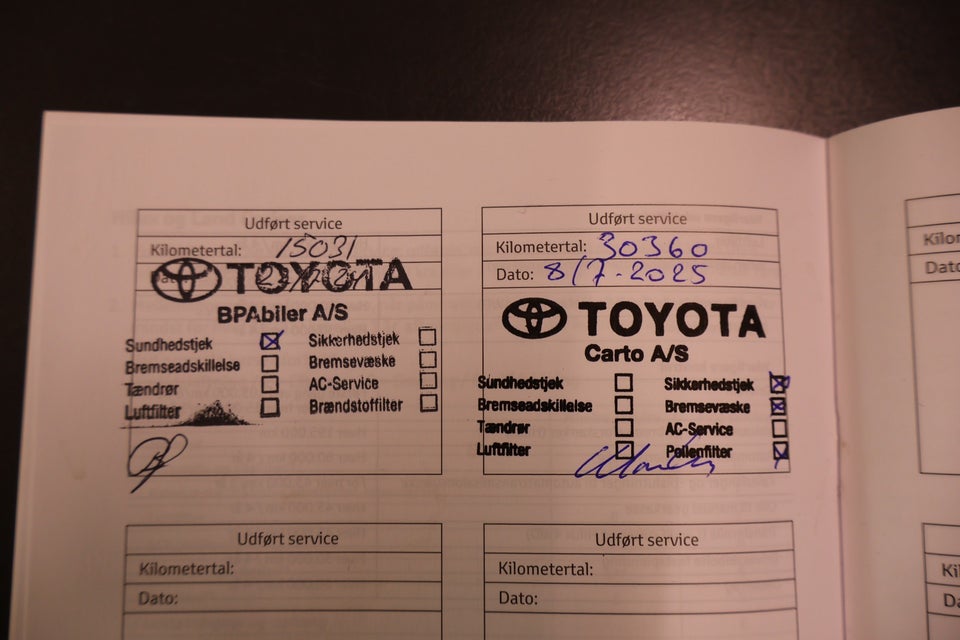 Udført service
Kilometertal: 15031
TOYOTA
BPAbiler A/S
Sundhedstjek Sikkerhedstjek
Bremseadskillelse Bremsevæske
Tændrør AC-Service
Luftfilter Brændstoffilter
Udført service
Kilometertal: 30360
Dato: 8/7-2025
TOYOTA
Carto A/S
Sundhedstjek Sikkerhedstjek
Bremseadskillelse Bremsevæske
Tændrør AC-Service
Luftfilter Pollenfilter
Udført service
Kilometertal:
Dato:
Udført service
Kilometertal:
Dato: